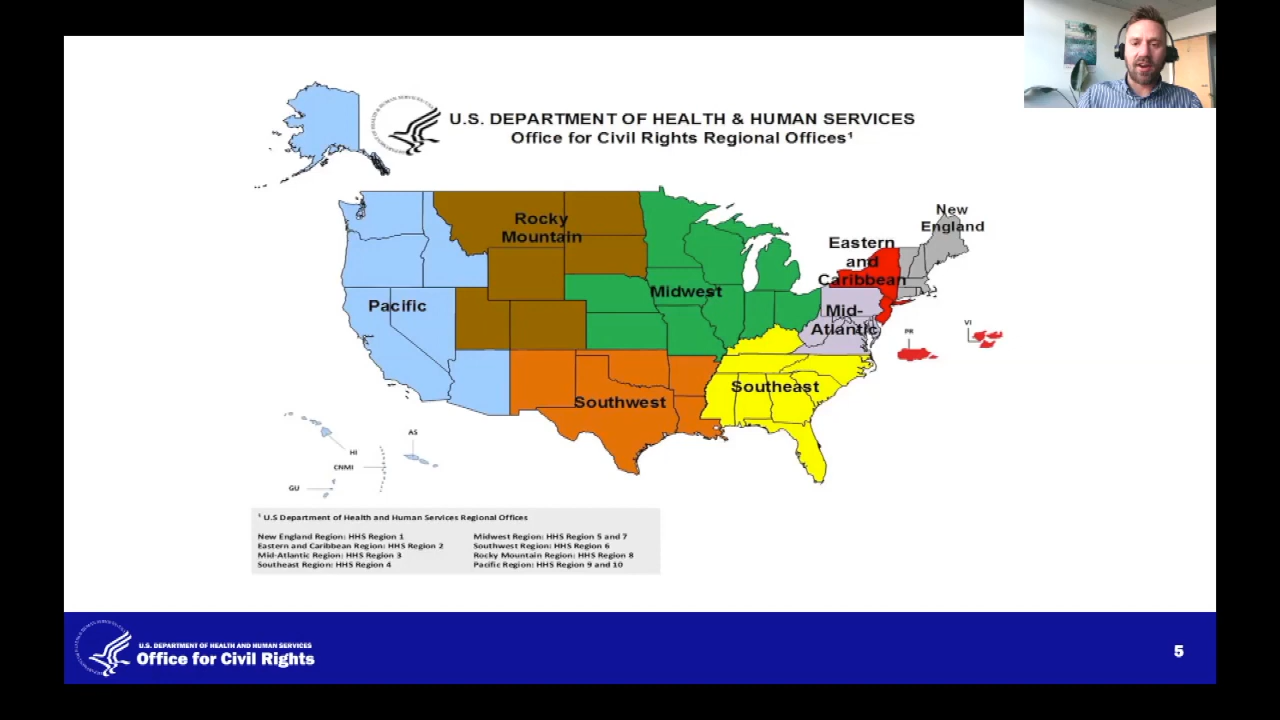 U.S. DEPARTMENT OF HEALTH & HUMAN SERVICES
Office for Civil Rights Regional Offices¹
New
England
Rocky
Mountain
Eastern
and
Caribbean
Midwest
Pacific
Mid-
Atlantic
PR
VI
Southeast
Southwest
AS
HI
CNMI
GU
¹ U.S Department of Health and Human Services Regional Offices
New England Region: HHS Region 1
Eastern and Caribbean Region: HHS Region 2
Mid-Atlantic Region: HHS Region 3
Southeast Region: HHS Region 4
Midwest Region: HHS Region 5 and 7
Southwest Region: HHS Region 6
Rocky Mountain Region: HHS Region 8
Pacific Region: HHS Region 9 and 10
U.S. DEPARTMENT OF HEALTH AND HUMAN SERVICES
Office for Civil Rights
5